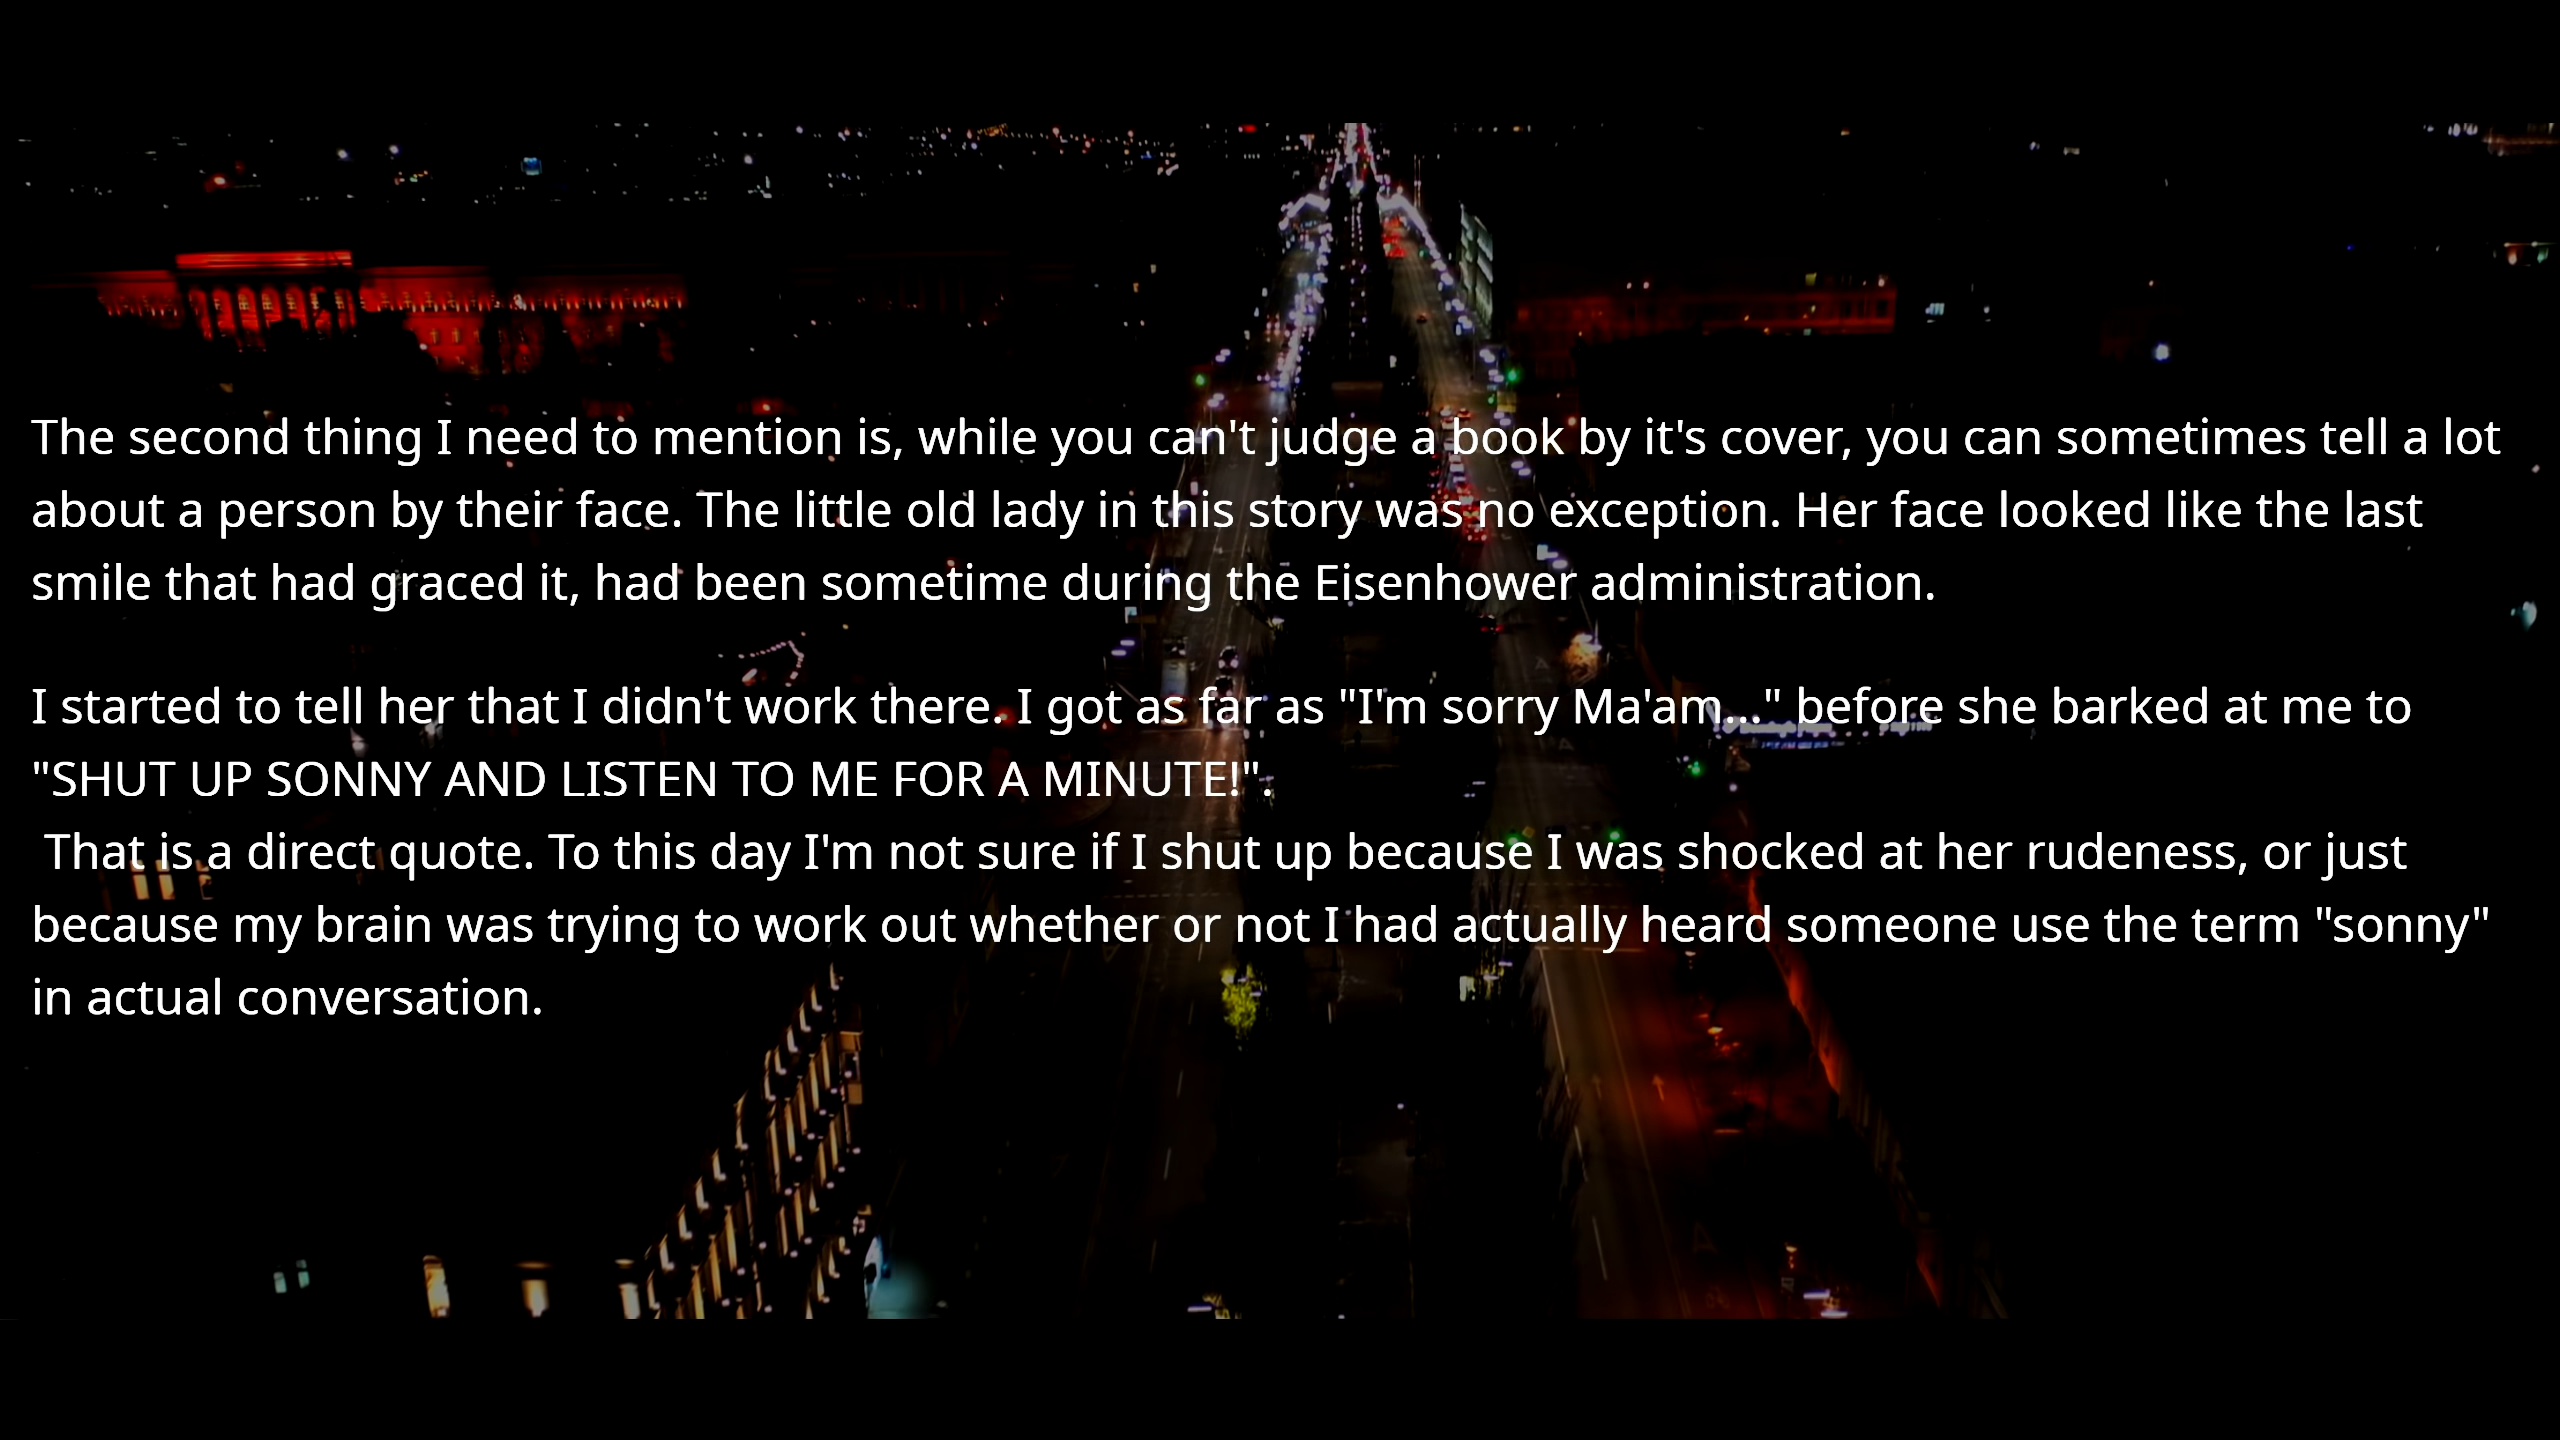 The second thing I need to mention is, while you can't judge a book by it's cover, you can sometimes tell a lot
about a person by their face. The little old lady in this story was no exception. Her face looked like the last
smile that had graced it, had been sometime during the Eisenhower administration.
I started to tell her that I didn't work there. I got as far as "I'm sorry Ma'am..." before she barked at me to
"SHUT UP SONNY AND LISTEN TO ME FOR A MINUTE!".
That is a direct quote. To this day I'm not sure if I shut up because I was shocked at her rudeness, or just
because my brain was trying to work out whether or not I had actually heard someone use the term "sonny"
in actual conversation.